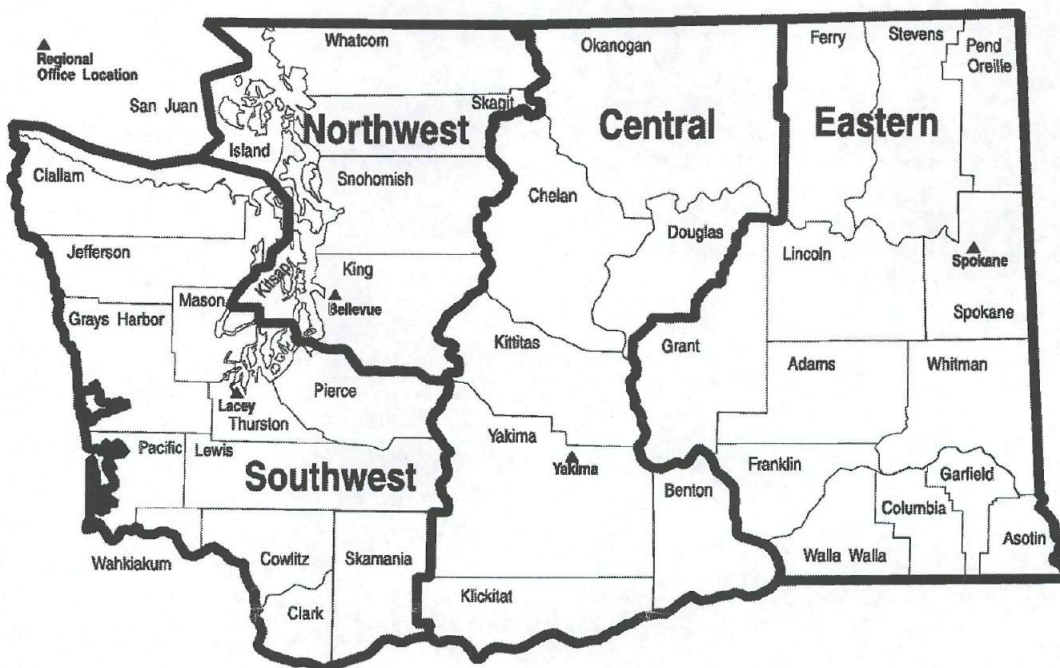 Regional
Office Location
San Juan
Whatcom
Skagit
Northwest
Island
Snohomish
Clallam
Jefferson
King
Kitsap
Bellevue
Mason
Grays Harbor
Pierce
Lacey
Thurston
Pacific
Lewis
Southwest
Wahkiakum
Cowlitz
Skamania
Clark
Okanogan
Central
Chelan
Douglas
Kittitas
Yakima
Yakima
Benton
Klickitat
Ferry
Stevens
Pend
Oreille
Eastern
Lincoln
Spokane
Spokane
Grant
Adams
Whitman
Franklin
Garfield
Columbia
Walla Walla
Asotin